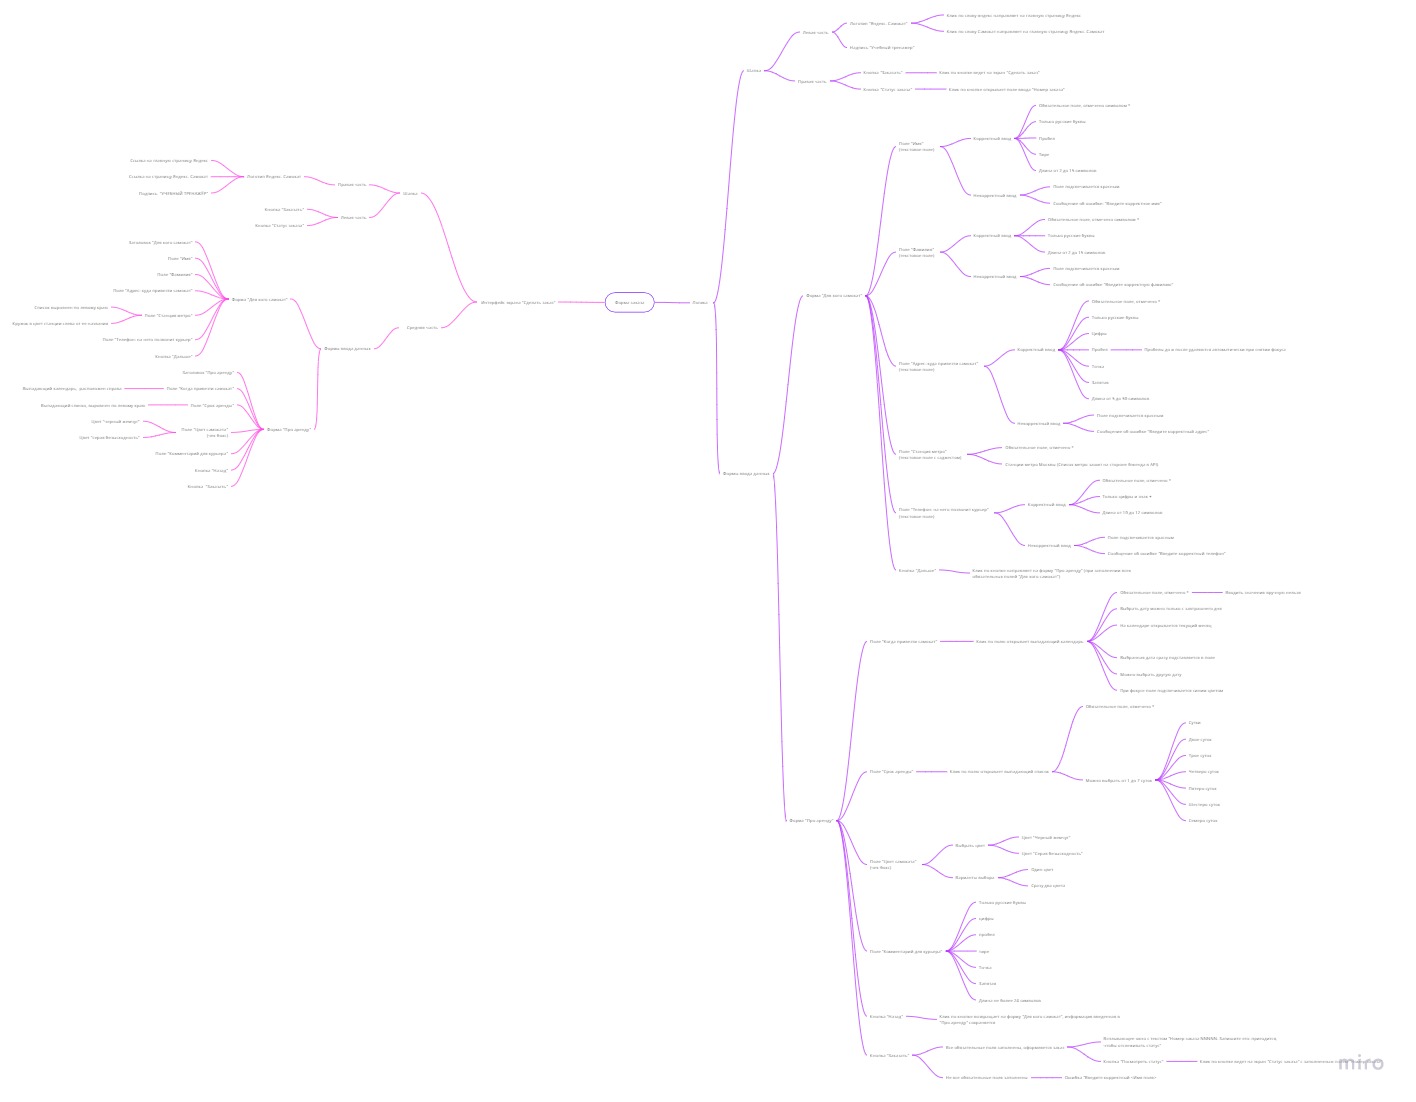 Форма заказа
Интерфейс экрана "Сделать заказ"
Шапка
Правая часть
Логотип Яндекс. Самокат
Ссылка на главную страницу Яндекс
Ссылка на главную страницу Яндекс. Самокат
Надпись "УЧЕБНЫЙ ТРЕНАЖЁР"
Левая часть
Кнопка "Заказать"
Кнопка "Статус заказа"
Средняя часть
Форма ввода данных
Форма "Для кого самокат"
Заголовок "Для кого самокат"
Поле "Имя"
Поле "Фамилия"
Поле "Адрес: куда привезти самокат"
Поле "Станция метро"
Список выровнен по левому краю
Кружок в цвет станции слева от ее названия
Поле "Телефон: на него позвонит курьер"
Кнопка "Дальше"
Форма "Про аренду"
Заголовок "Про аренду"
Поле "Когда привезти самокат"
Выпадающий календарь, расположен справа
Поле "Срок аренды"
Выпадающий список, выровнен по левому краю
Поле "Цвет самоката"
(чек-бокс)
Цвет "черный жемчуг"
Цвет "серая безысходность"
Поле "Комментарий для курьера"
Кнопка "Назад"
Кнопка "Заказать"
Логика
Шапка
Левая часть
Логотип "Яндекс. Самокат"
Клик по слову Яндекс направляет на главную страницу Яндекс
Клик по слову Самокат направляет на главную страницу Яндекс. Самокат
Надпись "Учебный тренажер"
Правая часть
Кнопка "Заказать"
Клик по кнопке ведет на экран "Сделать заказ"
Кнопка "Статус заказа"
Клик по кнопке открывает поле ввода "Номер заказа"
Форма ввода данных
Форма "Для кого самокат"
Поле "Имя"
(текстовое поле)
Корректный ввод
Обязательное поле, отмечено символом *
Только русские буквы
Пробел
Тире
Длина от 2 до 15 символов
Некорректный ввод
Поле подсвечивается красным
Сообщение об ошибке: "Введите корректное имя"
Поле "Фамилия"
(текстовое поле)
Корректный ввод
Обязательное поле, отмечено символом *
Только русские буквы
Длина от 2 до 15 символов
Некорректный ввод
Поле подсвечивается красным
Сообщение об ошибке "Введите корректную фамилию"
Поле "Адрес: куда привезти самокат"
(текстовое поле)
Корректный ввод
Обязательное поле, отмечено *
Только русские буквы
Цифры
Пробел
Пробелы до и после удаляются автоматически при снятии фокуса
Точка
Запятая
Длина от 5 до 50 символов
Некорректный ввод
Поле подсвечивается красным
Сообщение об ошибке "Введите корректный адрес"
Поле "Станция метро"
(текстовое поле с саджестом)
Обязательное поле, отмечено *
Станции метро Москвы
Поле "Телефон: на него позвонит курьер"
(текстовое поле)
Корректный ввод
Обязательное поле, отмечено *
Только цифры и знак +
Длина от 10 до 12 символов
Некорректный ввод
Поле подсвечивается красным
Сообщение об ошибке "Введите корректный телефон"
Кнопка "Дальше"
Клик по кнопке направляет на форму "Про аренду" (при заполнении всех
обязательных полей "Для кого самокат")
Форма "Про аренду"
Поле "Когда привезти самокат"
Клик по полю открывает выпадающий календарь
Обязательное поле, отмечено *
Вводить значение вручную нельзя
Выбрать дату можно только с завтрашнего дня
На календаре открывается текущий месяц
Выбранная дата сразу подставляется в поле
Можно выбрать другую дату
При фокусе поле подсвечивается синим цветом
Поле "Срок аренды"
Клик по полю открывает выпадающий список
Обязательное поле, отмечено *
Можно выбрать от 1 до 7 суток
Сутки
Двое суток
Трое суток
Четверо суток
Пятеро суток
Шестеро суток
Семеро суток
Поле "Цвет самоката"
(чек-бокс)
Выбрать цвет
Цвет "Черный жемчуг"
Цвет "Серая безысходность"
Варианты выбора
Один цвет
Сразу два цвета
Поле "Комментарий для курьера"
Только русские буквы
цифры
пробел
тире
Точка
Запятая
Длина не более 24 символов
Кнопка "Назад"
Клик по кнопке возвращает на форму "Для кого самокат", информация введенная в
"Про аренду" сохраняется
Кнопка "Заказать"
Все обязательные поля заполнены, оформляется заказ
Всплывающее окно с текстом "Номер заказа NNNNN. Запишите его: пригодится,
чтобы отслеживать статус"
Кнопка "Посмотреть статус"
Клик по кнопке ведет на экран "Статус заказа" с заполненным
Не все обязательные поля заполнены
Ошибка "Введите корректный <Имя поля>
miro